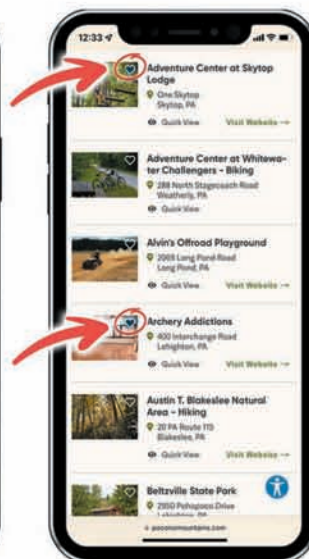 12:33
Adventure Center at Skytop
Lodge
One Skytop
Skytop, PA
Quick View Visit Website →
Adventure Center at Whitewa-
ter Challengers - Biking
288 North Stagecoach Road
Weatherly, PA
Quick View
Alvin's Offroad Playground
2069 Long Pond Road
Long Pond, PA
Quick View Visit Website →
Archery Addictions
400 Interchange Road
Lehighton, PA
Quick View Visit Website →
Austin T. Blakeslee Natural
Area - Hiking
20 PA Route 115
Blakeslee, PA
Quick View Visit Website →
Beltzville State Park
2950 Pohopoco Drive
Lehighton, PA
poconomountains.com